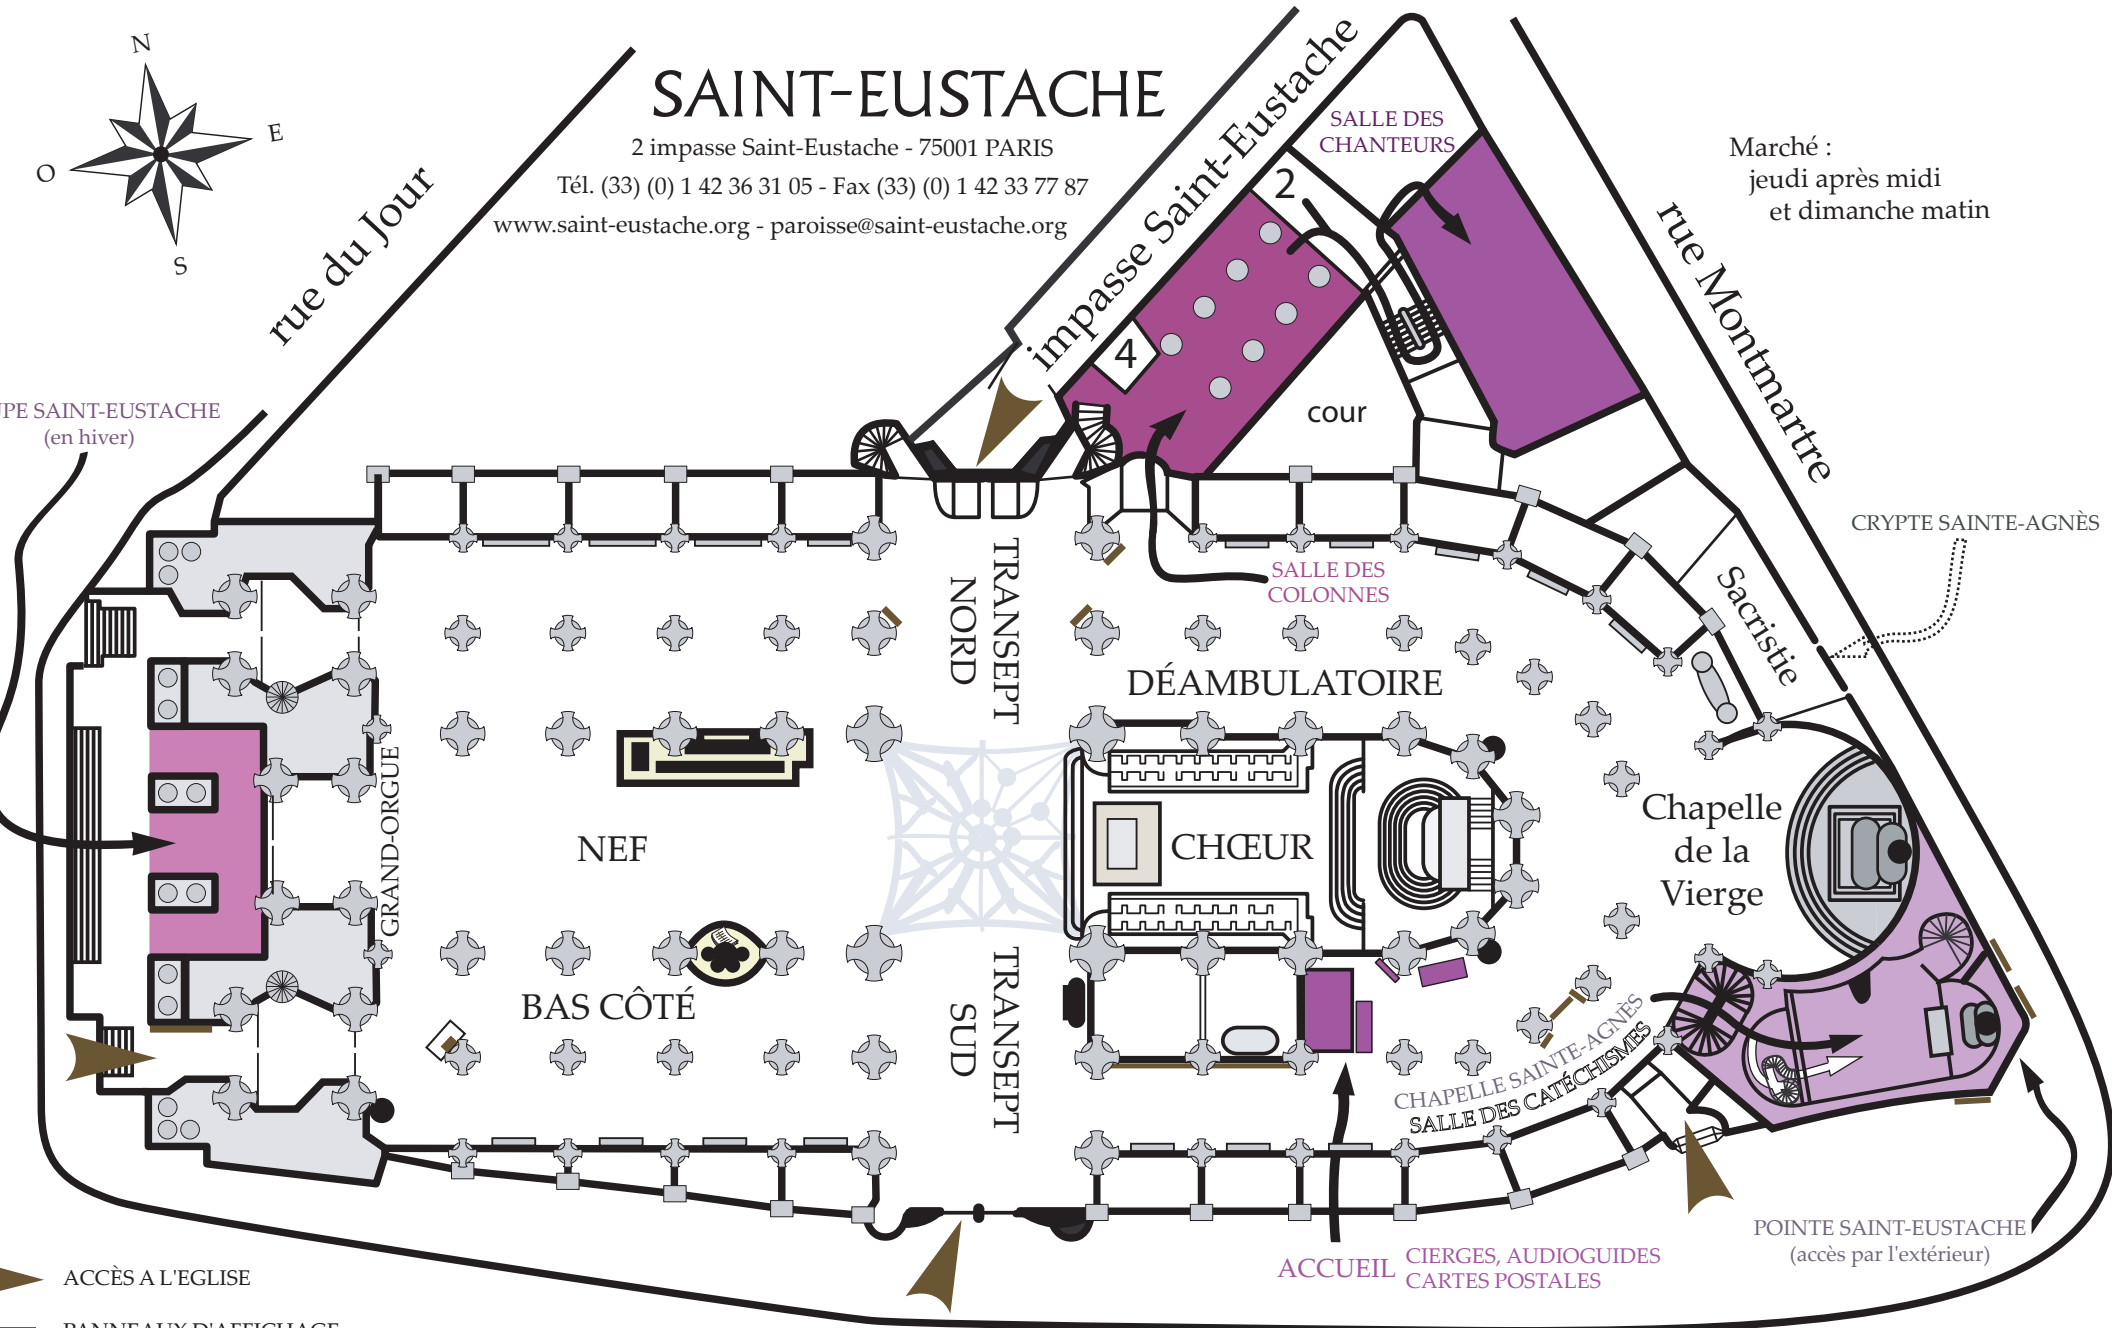 N
E
O
S
SAINT-EUSTACHE
2 impasse Saint-Eustache - 75001 PARIS
Tél. (33) (0) 1 42 36 31 05 - Fax (33) (0) 1 42 33 77 87
www.saint-eustache.org - paroisse@saint-eustache.org
rue du Jour
impasse Saint-Eustache
SALLE DES
CHANTEURS
2
4
cour
rue Montmartre
Marché :
jeudi après midi
et dimanche matin
SAINT-EUSTACHE
(en hiver)
CRYPTE SAINTE-AGNÈS
SALLE DES
COLONNES
TRANSEPT
NORD
Sacristie
DÉAMBULATOIRE
GRAND-ORGUE
NEF
CHŒUR
Chapelle
de la
Vierge
BAS CÔTÉ
TRANSEPT
SUD
CHAPELLE SAINTE-AGNÈS
SALLE DES CATÉCHISMES
POINTE SAINT-EUSTACHE
(accès par l'extérieur)
ACCUEIL
CIERGES, AUDIOGUIDES
CARTES POSTALES
ACCÈS A L'EGLISE
PANNEAUX D'AFFICHAGE